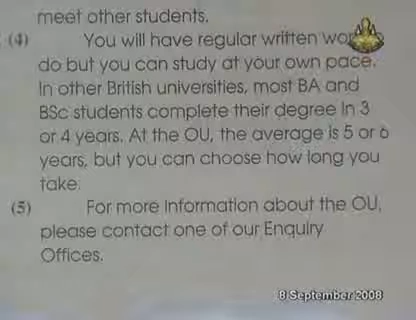 meet other students.
(4) You will have regular written
do but you can study at your own pace.
In other British universities, most BA and
BSc students complete their degree in 3
or 4 years. At the OU, the average is 5 or 6
years, but you can choose how long you
take.
(5) For more information about the OU,
please contact one of our Enquiry
Offices.
8 September 2008